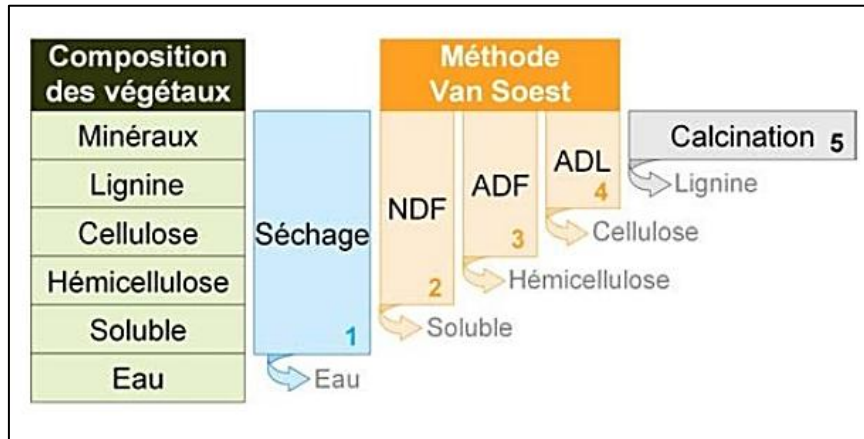 Composition
des végétaux
Méthode
Van Soest
Minéraux
Lignine
Cellulose
Hémicellulose
Soluble
Eau
Séchage
1
Eau
NDF
2
Soluble
ADF
3
Hémicellulose
ADL
4
Cellulose
Calcination 5
Lignine